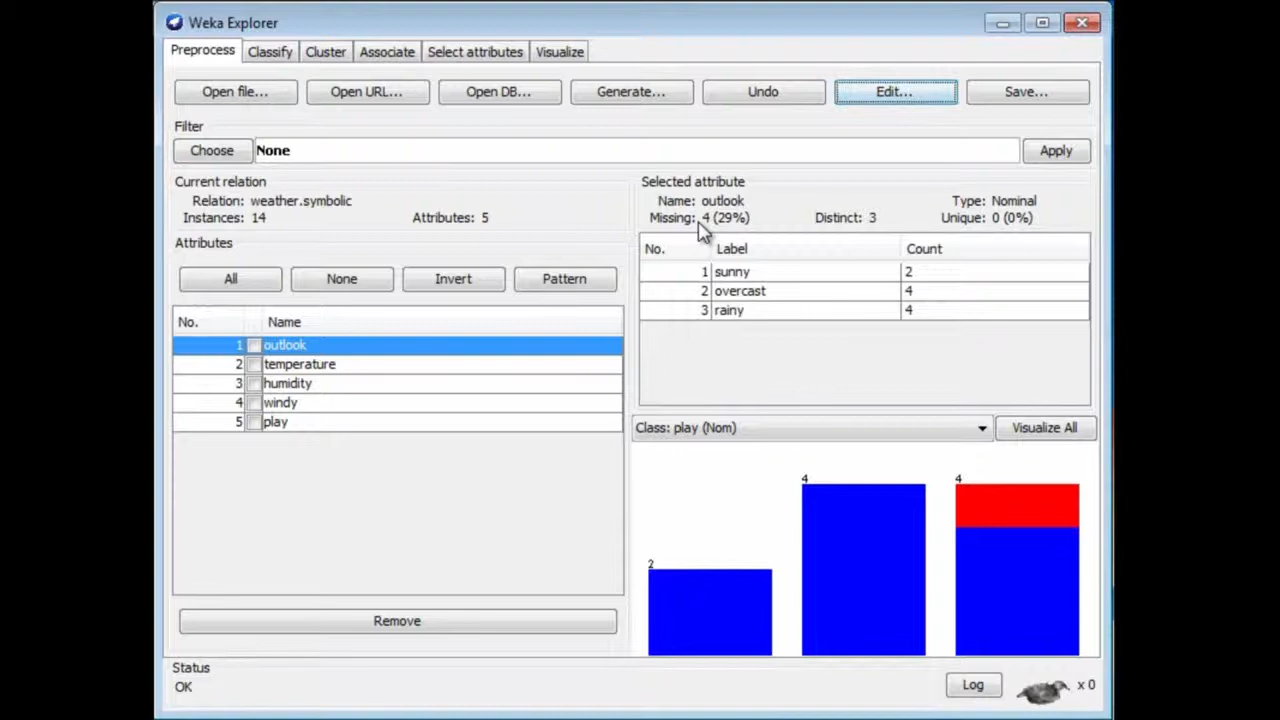 Weka Explorer
Preprocess Classify Cluster Associate Select attributes Visualize
Open file... Open URL... Open DB... Generate... Undo Edit... Save...
Filter
Choose None Apply
Current relation
Relation: weather.symbolic
Instances: 14 Attributes: 5
Attributes
All None Invert Pattern
No. Name
1 outlook
2 temperature
3 humidity
4 windy
5 play
Remove
Selected attribute
Name: outlook Type: Nominal
Missing: 4 (29%) Distinct: 3 Unique: 0 (0%)
No. Label Count
1 sunny 2
2 overcast 4
3 rainy 4
Class: play (Nom) Visualize All
2 4 4
Status
OK
Log x 0